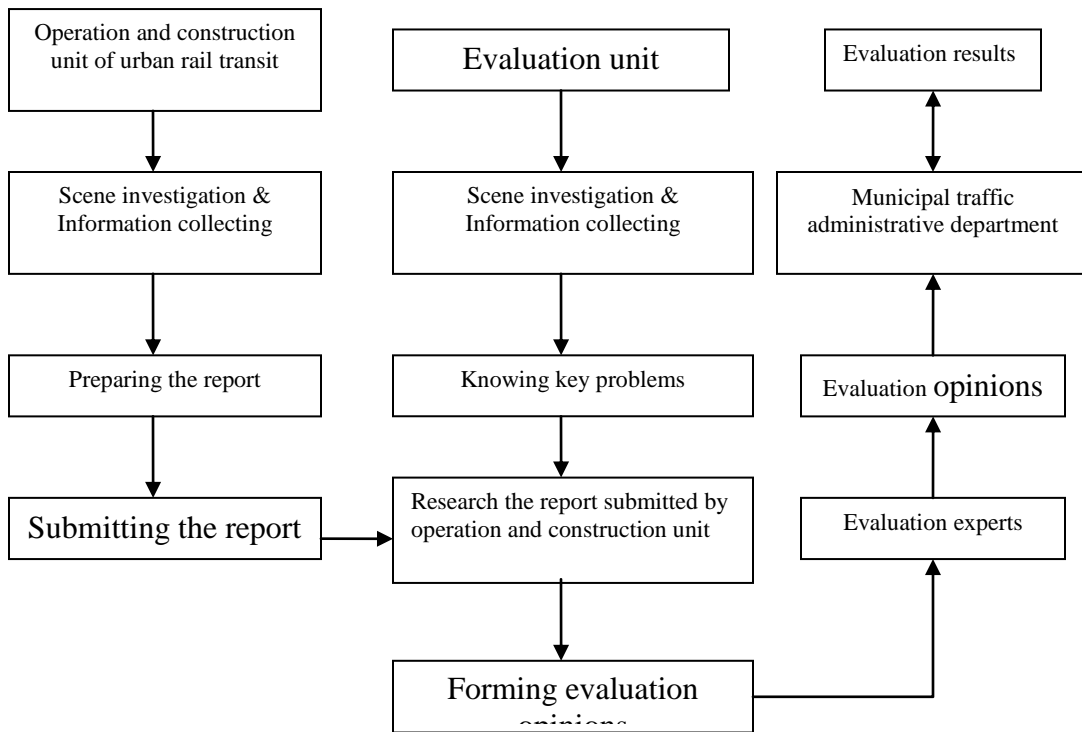 Operation and construction
unit of urban rail transit
Scene investigation &
Information collecting
Preparing the report
Submitting the report
Evaluation unit
Scene investigation &
Information collecting
Knowing key problems
Research the report submitted by
operation and construction unit
Forming evaluation
opinions
Evaluation results
Municipal traffic
administrative department
Evaluation opinions
Evaluation experts